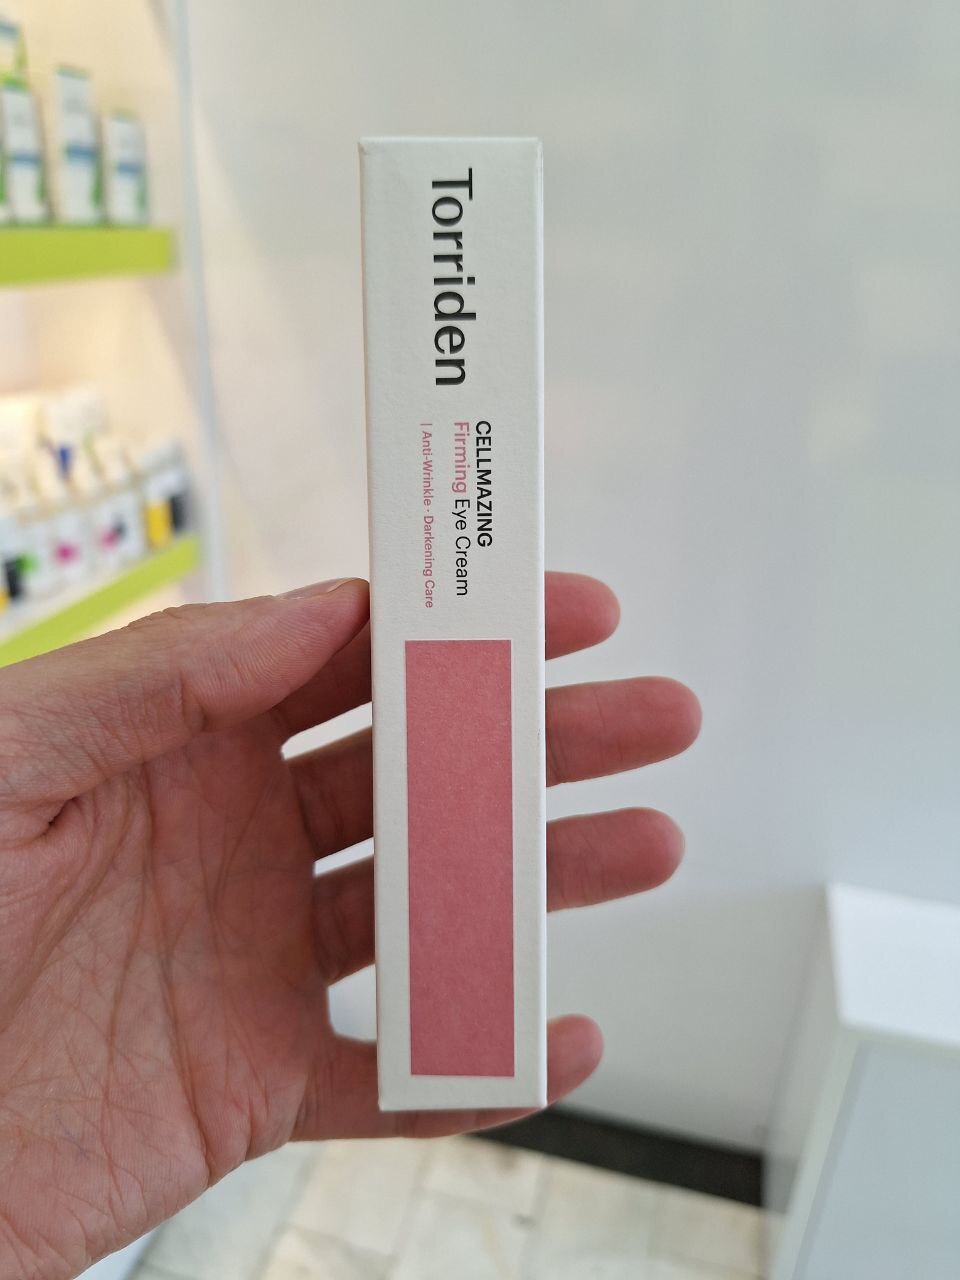 Torriden
CELLMAZING
Firming Eye Cream
| Anti-Wrinkle · Darkening Care